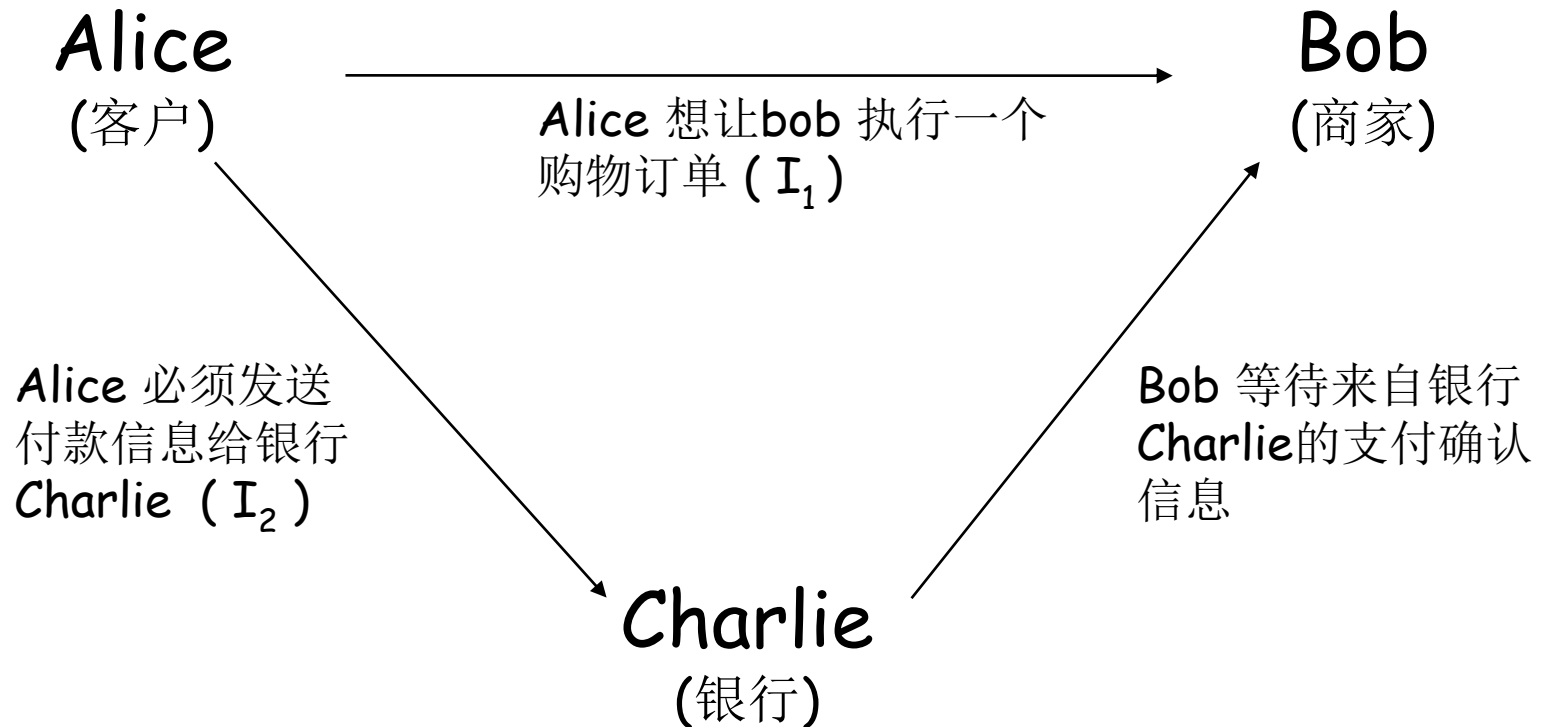 Alice
(客户)
Bob
(商家)
Alice 想让bob 执行一个
购物订单 ( I₁ )
Alice 必须发送
付款信息给银行
Charlie ( I₂ )
Bob 等待来自银行
Charlie的支付确认
信息
Charlie
(银行)